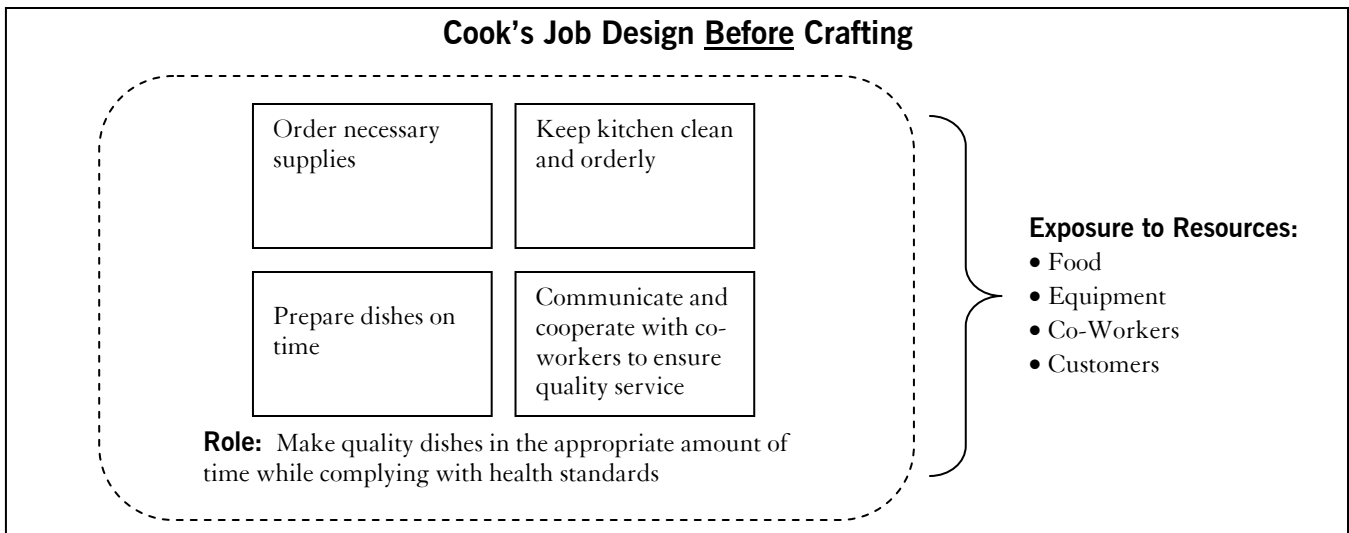 Cook's Job Design Before Crafting
Order necessary
supplies
Keep kitchen clean
and orderly
Prepare dishes on
time
Communicate and
cooperate with co-
workers to ensure
quality service
Role: Make quality dishes in the appropriate amount of
time while complying with health standards
Exposure to Resources:
• Food
• Equipment
• Co-Workers
• Customers